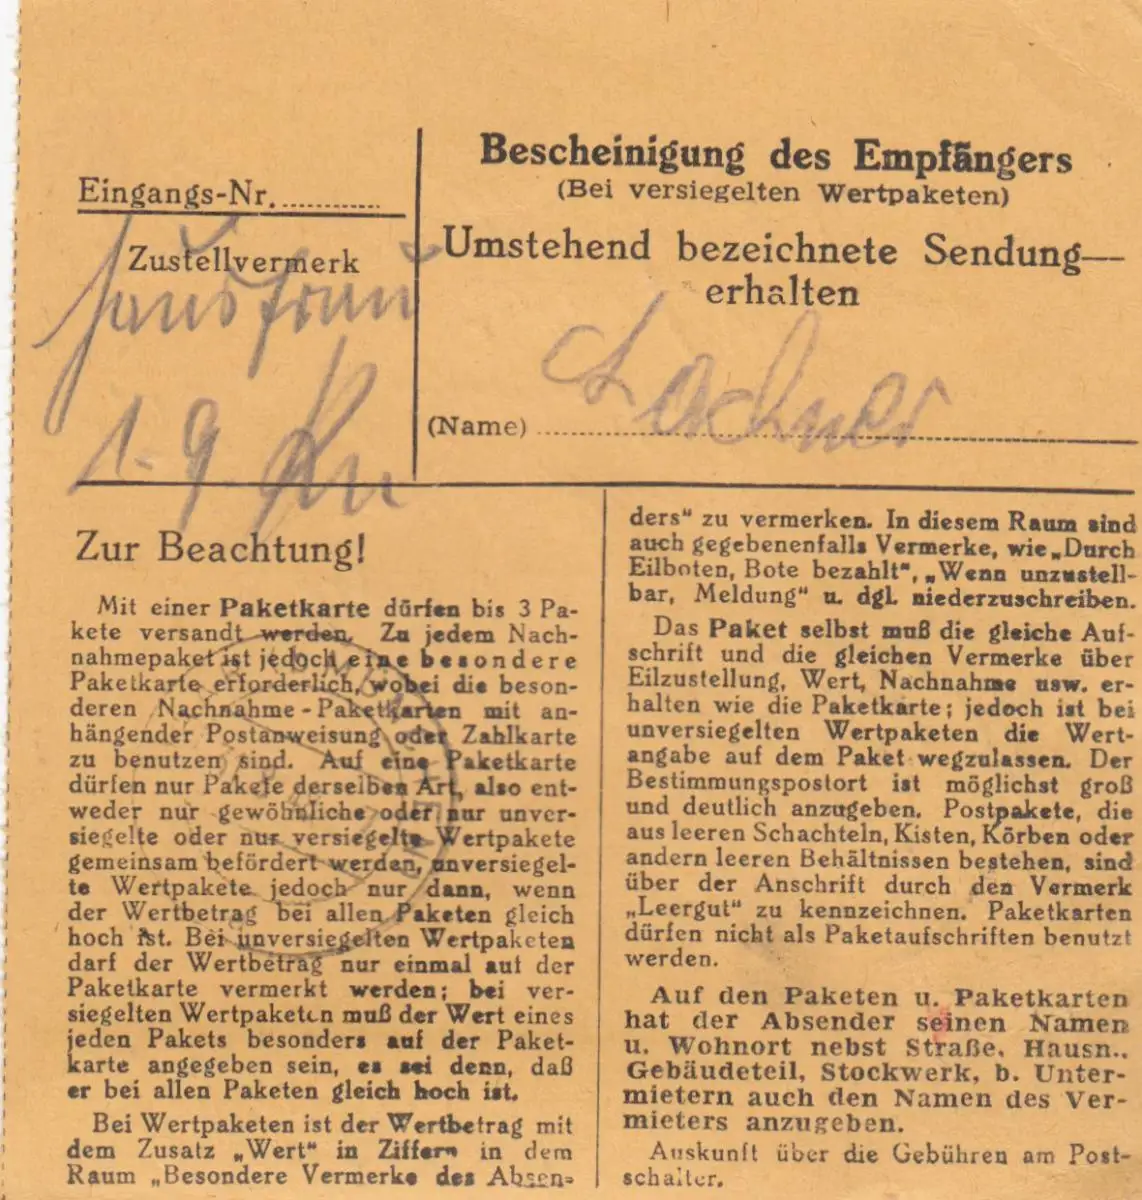 Eingangs-Nr. ............
Zustellvermerk
Hausfrau
1. 9.
Bescheinigung des Empfängers
(Bei versiegelten Wertpaketen)
Umstehend bezeichnete Sendung—
erhalten
(Name) Lachner
Zur Beachtung!
Mit einer Paketkarte dürfen bis 3 Pa-
kete versandt werden. Zu jedem Nach-
nahmepaket ist jedoch eine besondere
Paketkarte erforderlich, wobei die beson-
deren Nachnahme-Paketkarten mit an-
hängender Postanweisung oder Zahlkarte
zu benutzen sind. Auf eine Paketkarte
dürfen nur Pakete derselben Art, also ent-
weder nur gewöhnliche oder nur unver-
siegelte oder nur versiegelte Wertpakete
gemeinsam befördert werden, unversiegel-
te Wertpakete jedoch nur dann, wenn
der Wertbetrag bei allen Paketen gleich
hoch ist. Bei unversiegelten Wertpaketen
darf der Wertbetrag nur einmal auf der
Paketkarte vermerkt werden; bei ver-
siegelten Wertpaketen muß der Wert eines
jeden Pakets besonders auf der Paket-
karte angegeben sein, es sei denn, daß
er bei allen Paketen gleich hoch ist.
Bei Wertpaketen ist der Wertbetrag mit
dem Zusatz „Wert“ in Ziffern in dem
Raum „Besondere Vermerke des Absen-
ders“ zu vermerken. In diesem Raum sind
auch gegebenenfalls Vermerke, wie „Durch
Eilboten, Bote bezahlt“, „Wenn unzustell-
bar, Meldung“ u. dgl. niederzuschreiben.
Das Paket selbst muß die gleiche Auf-
schrift und die gleichen Vermerke über
Eilzustellung, Wert, Nachnahme usw. er-
halten wie die Paketkarte; jedoch ist bei
unversiegelten Wertpaketen die Wert-
angabe auf dem Paket wegzulassen. Der
Bestimmungspostort ist möglichst groß
und deutlich anzugeben. Postpakete, die
aus leeren Schachteln, Kisten, Körben oder
andern leeren Behältnissen bestehen, sind
über der Anschrift durch den Vermerk
„Leergut“ zu kennzeichnen. Paketkarten
dürfen nicht als Paketaufschriften benutzt
werden.
Auf den Paketen u. Paketkarten
hat der Absender seinen Namen
u. Wohnort nebst Straße, Hausn.,
Gebäudeteil, Stockwerk, b. Unter-
mietern auch den Namen des Ver-
mieters anzugeben.
Auskunft über die Gebühren am Post-
schalter.